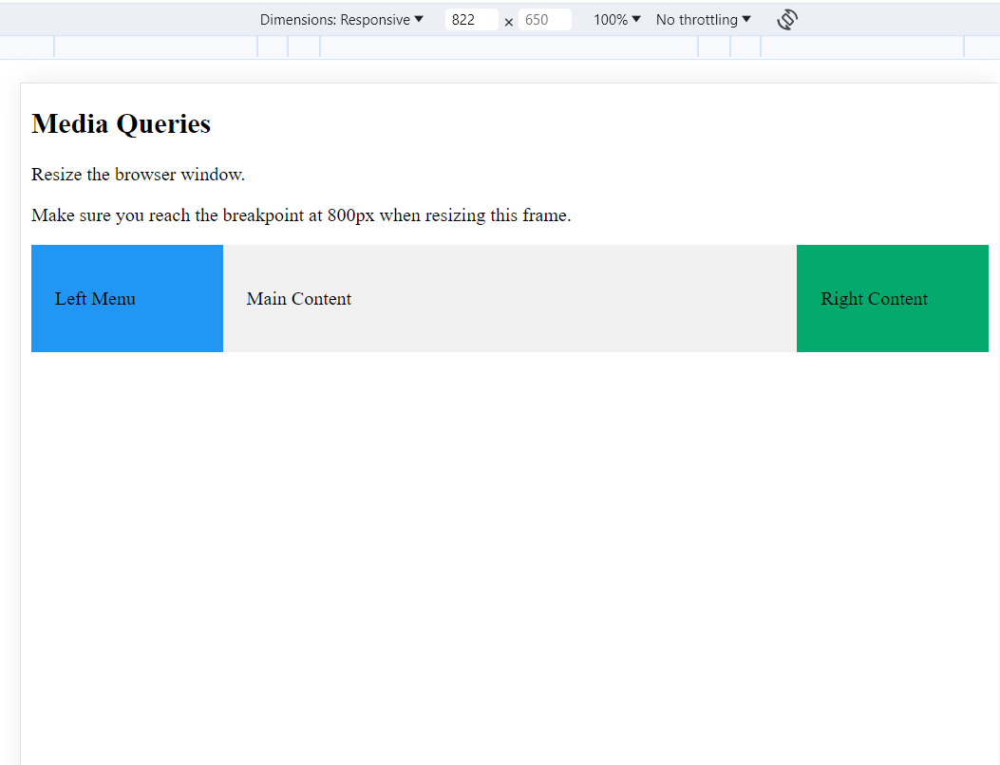 Dimensions: Responsive 822 × 650 100% No throttling
Media Queries
Resize the browser window.
Make sure you reach the breakpoint at 800px when resizing this frame.
Left Menu Main Content Right Content